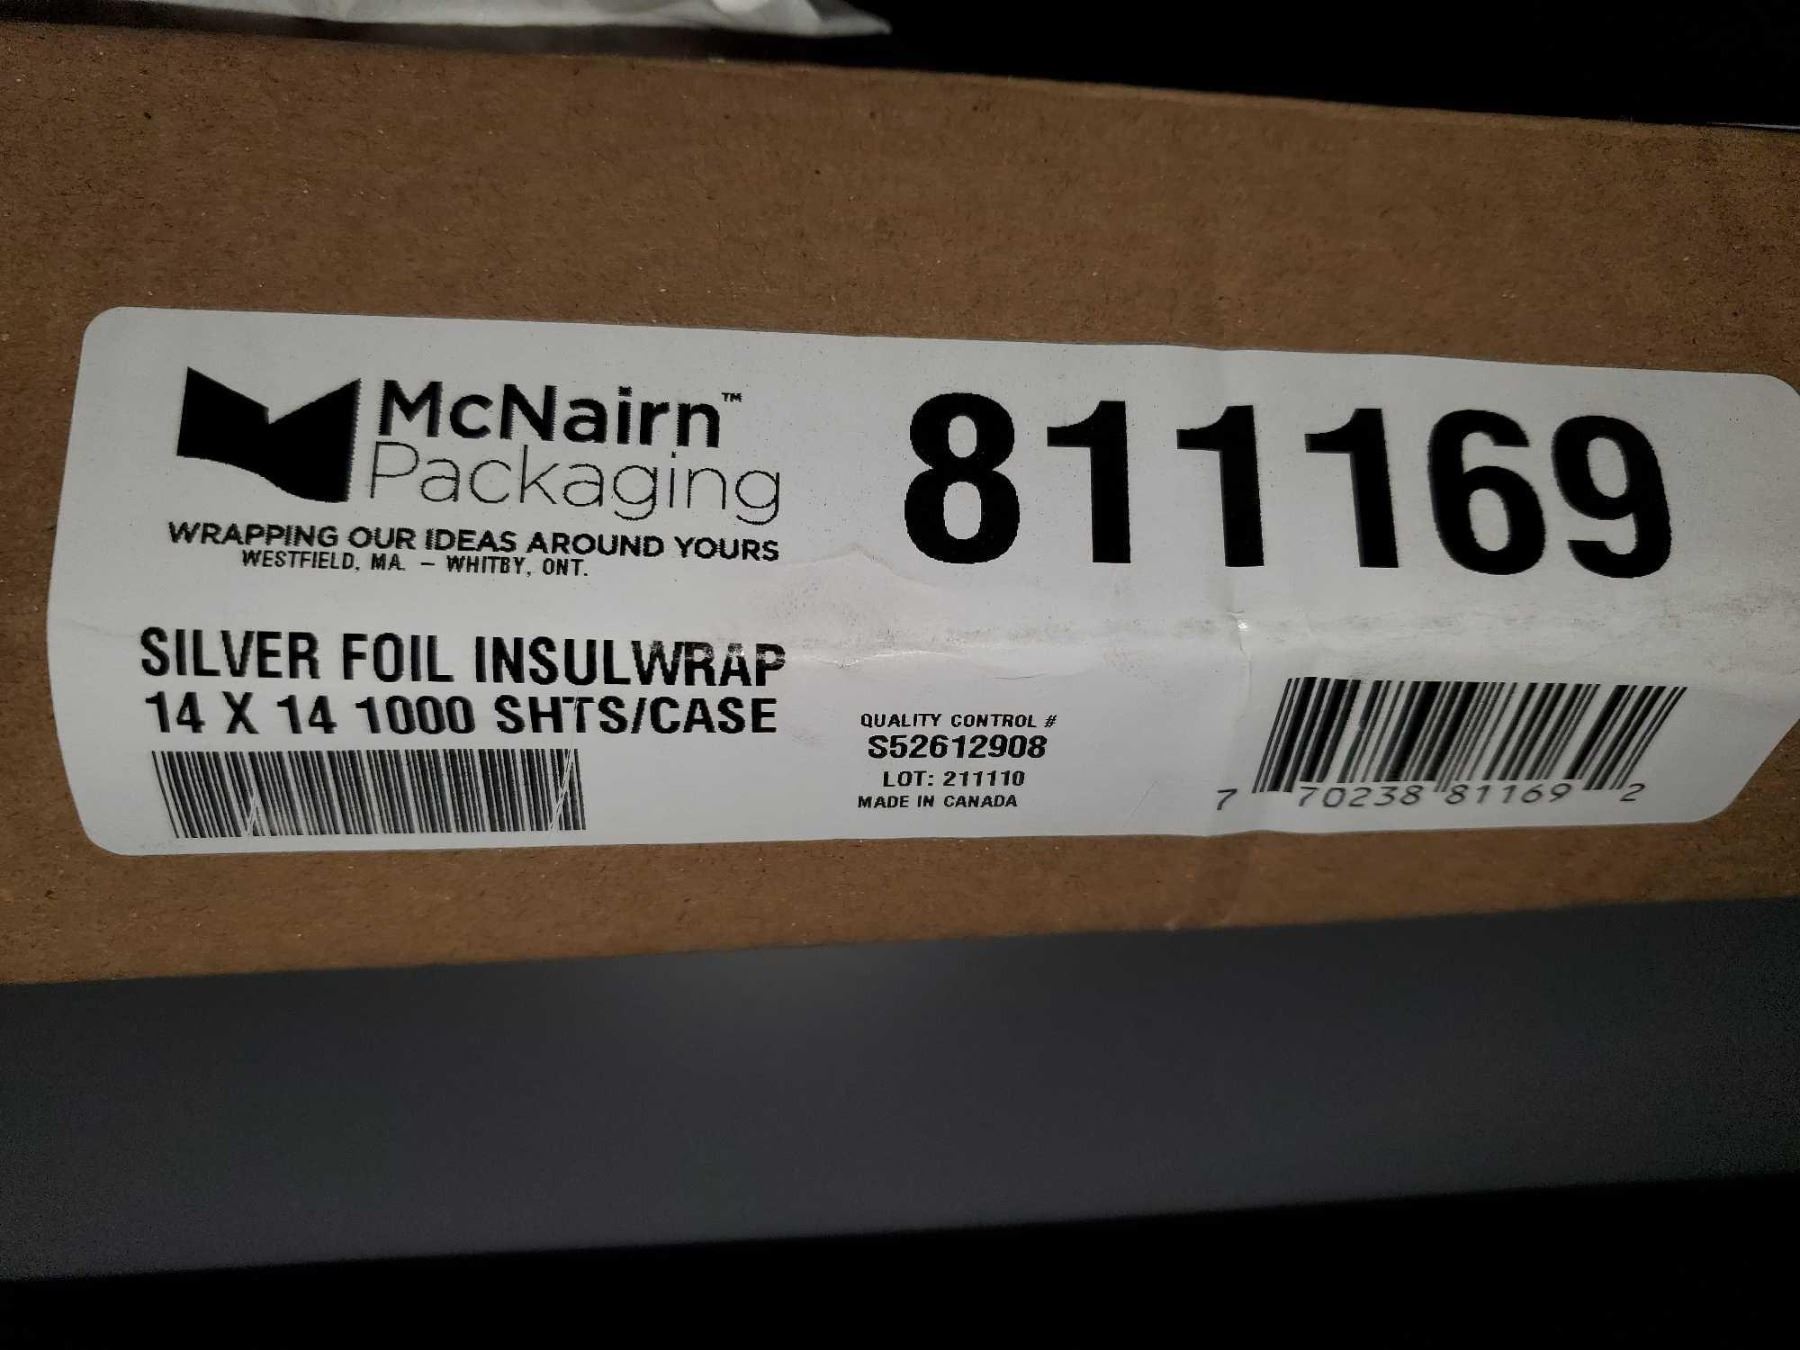 McNairn™
Packaging
WRAPPING OUR IDEAS AROUND YOURS
WESTFIELD, MA. – WHITBY, ONT.
811169
SILVER FOIL INSULWRAP
14 X 14 1000 SHTS/CASE
QUALITY CONTROL #
S52612908
LOT: 211110
MADE IN CANADA
7 70238 81169 2